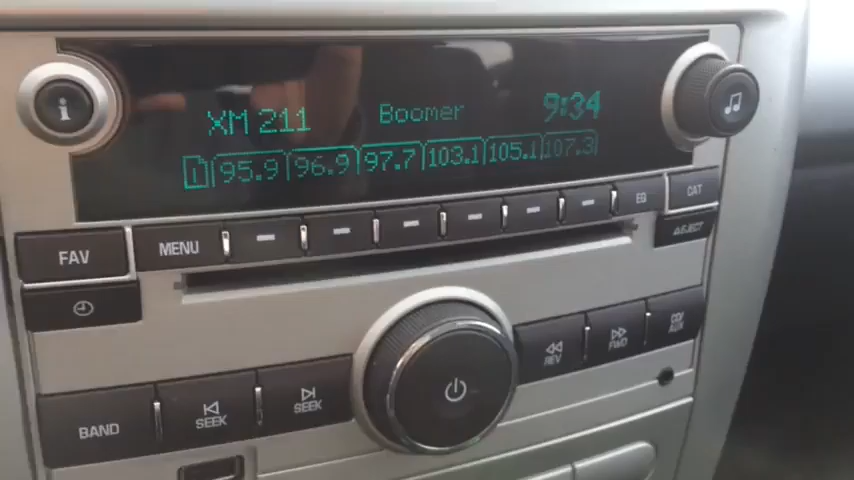 i
XM 211 Boomer 9:34
1 95.9 96.9 97.7 103.1 105.1 107.3
FAV MENU EQ CAT
EJECT
REV FWD CD/AUX
BAND SEEK SEEK